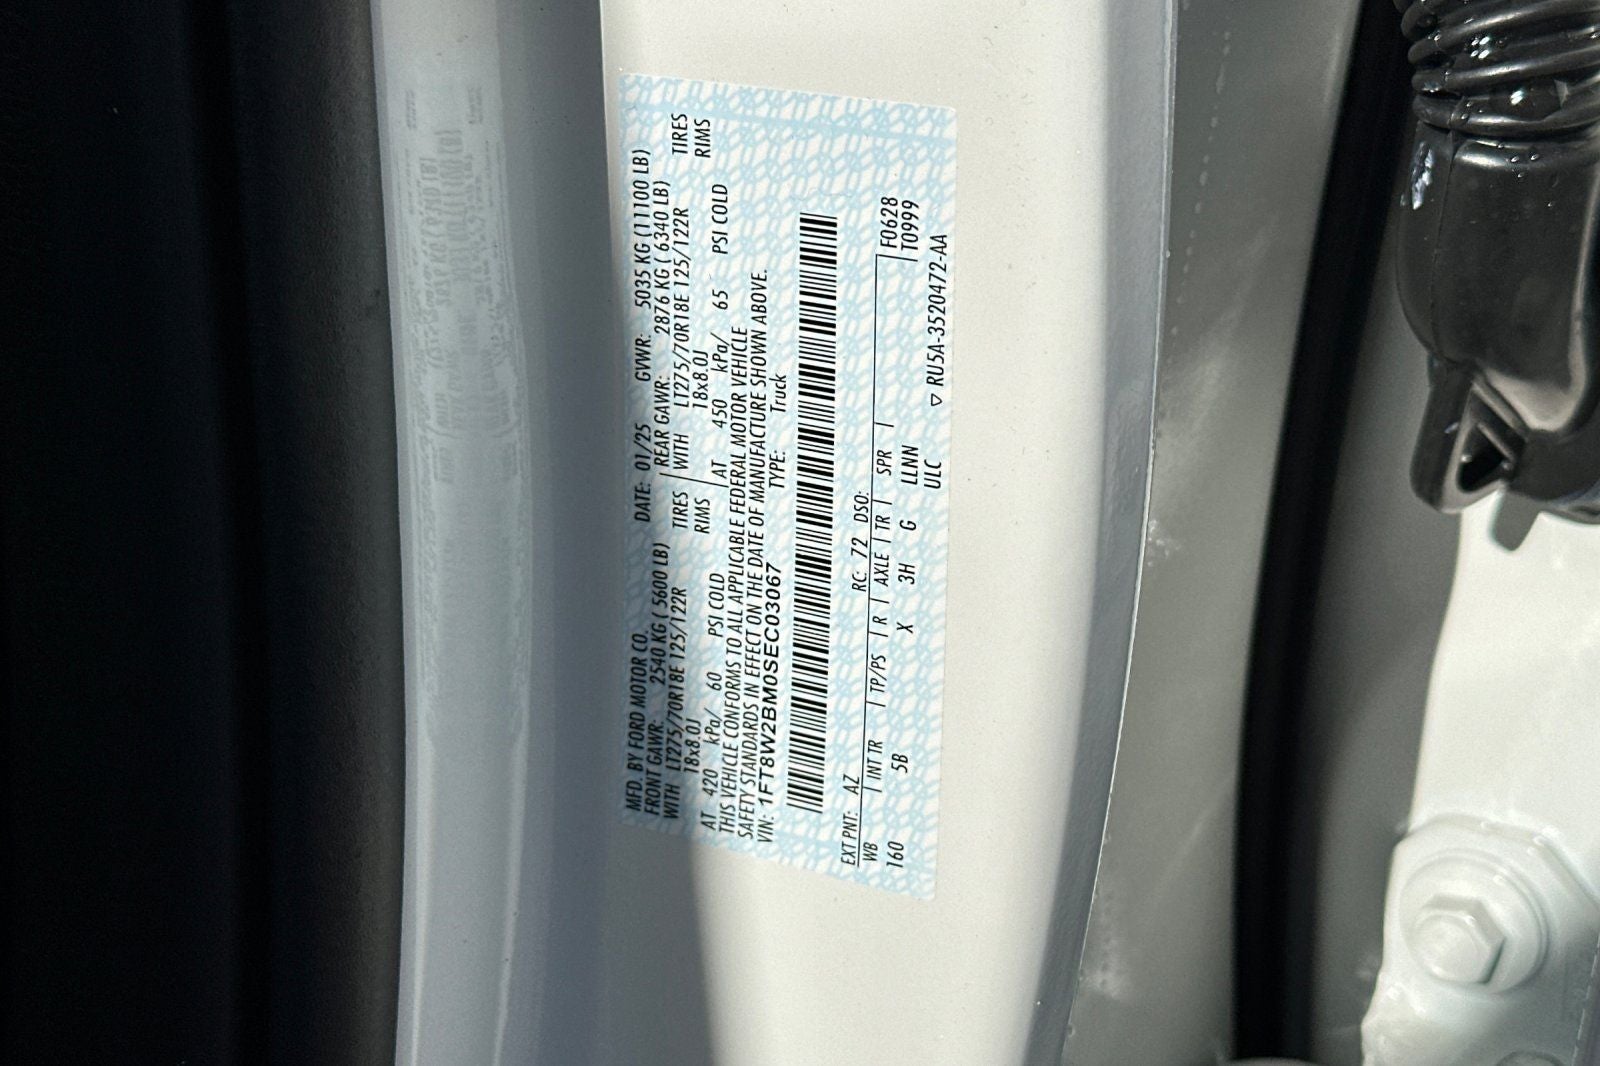 MFD. BY FORD MOTOR CO. DATE: 01/25 GVWR: 5035 KG (11100 LB)
FRONT GAWR: 2540 KG ( 5600 LB) REAR GAWR: 2876 KG ( 6340 LB)
WITH LT275/70R18E 125/122R TIRES WITH LT275/70R18E 125/122R TIRES
18x8.0J RIMS 18x8.0J RIMS
AT 420 kPa/ 60 PSI COLD AT 450 kPa/ 65 PSI COLD
THIS VEHICLE CONFORMS TO ALL APPLICABLE FEDERAL MOTOR VEHICLE
SAFETY STANDARDS IN EFFECT ON THE DATE OF MANUFACTURE SHOWN ABOVE.
VIN: 1FT8W2BM0SEC03067 TYPE: Truck
EXT PNT: AZ RC: 72 DSO: F0628
WB INT TR TP/PS R AXLE TR SPR T0999
160 5B X 3H G LLNN
ULC ▽ RU5A-3520472-AA